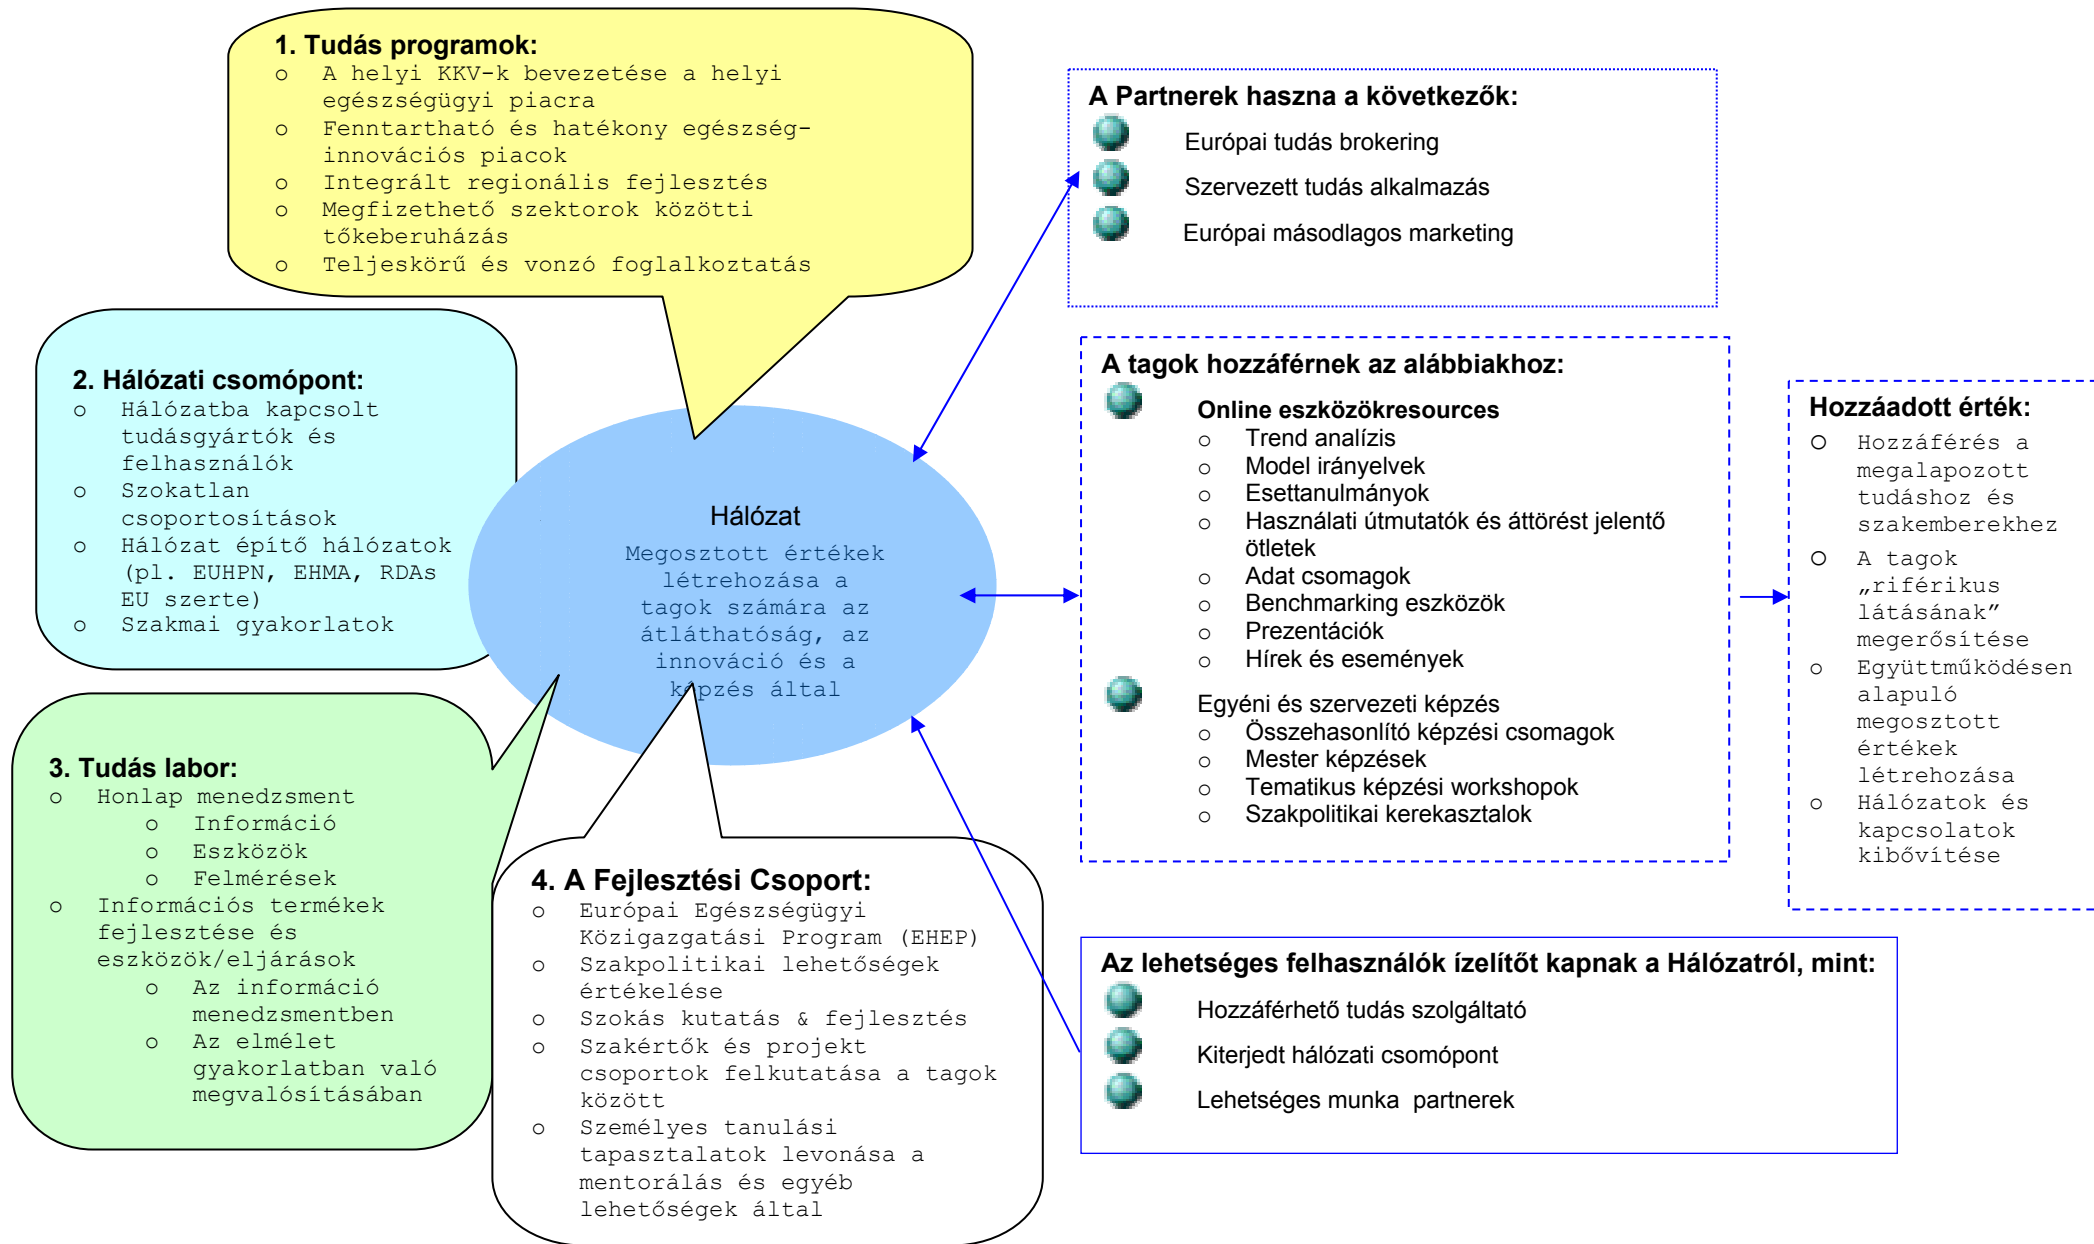 1. Tudás programok:
o A helyi KKV-k bevezetése a helyi
egészségügyi piacra
o Fenntartható és hatékony egészség-
innovációs piacok
o Integrált regionális fejlesztés
o Megfizethető szektorok közötti
tőkeberuházás
o Teljeskörű és vonzó foglalkoztatás
2. Hálózati csomópont:
o Hálózatba kapcsolt
tudásgyártók és
felhasználók
o Szokatlan
csoportosítások
o Hálózat építő hálózatok
(pl. EUHPN, EHMA, RDAs
EU szerte)
o Szakmai gyakorlatok
3. Tudás labor:
o Honlap menedzsment
o Információ
o Eszközök
o Felmérések
o Információs termékek
fejlesztése és
eszközök/eljárások
o Az információ
menedzsmentben
o Az elmélet
gyakorlatban való
megvalósításában
Hálózat
Megosztott értékek
létrehozása a
tagok számára az
átláthatóság, az
innováció és a
képzés által
4. A Fejlesztési Csoport:
o Európai Egészségügyi
Közigazgatási Program (EHEP)
o Szakpolitikai lehetőségek
értékelése
o Szokás kutatás & fejlesztés
o Szakértők és projekt
csoportok felkutatása a tagok
között
o Személyes tanulási
tapasztalatok levonása a
mentorálás és egyéb
lehetőségek által
A Partnerek haszna a következők:
Európai tudás brokering
Szervezett tudás alkalmazás
Európai másodlagos marketing
A tagok hozzáférnek az alábbiakhoz:
Online eszközökresources
o Trend analízis
o Model irányelvek
o Esettanulmányok
o Használati útmutatók és áttörést jelentő
ötletek
o Adat csomagok
o Benchmarking eszközök
o Prezentációk
o Hírek és események
Egyéni és szervezeti képzés
o Összehasonlító képzési csomagok
o Mester képzések
o Tematikus képzési workshopok
o Szakpolitikai kerekasztalok
Hozzáadott érték:
o Hozzáférés a
megalapozott
tudáshoz és
szakemberekhez
o A tagok
„riférikus
látásának”
megerősítése
o Együttműködésen
alapuló
megosztott
értékek
létrehozása
o Hálózatok és
kapcsolatok
kibővítése
Az lehetséges felhasználók ízelítőt kapnak a Hálózatról, mint:
Hozzáférhető tudás szolgáltató
Kiterjedt hálózati csomópont
Lehetséges munka partnerek